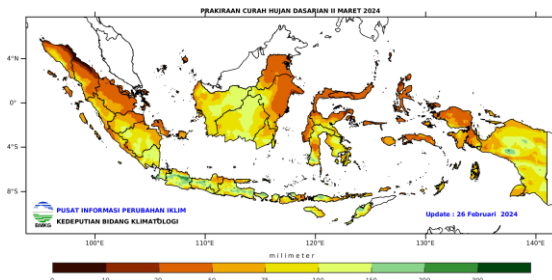 PRAKIRAAN CURAH HUJAN DASARIAN II MARET 2024
4°N
0°
4°S
8°S
BMKG
PUSAT INFORMASI PERUBAHAN IKLIM
KEDEPUTIAN BIDANG KLIMATOLOGI
Update : 26 Februari 2024
100°E 110°E 120°E 130°E 140°E
milimeter
0 10 20 50 75 100 150 200 300